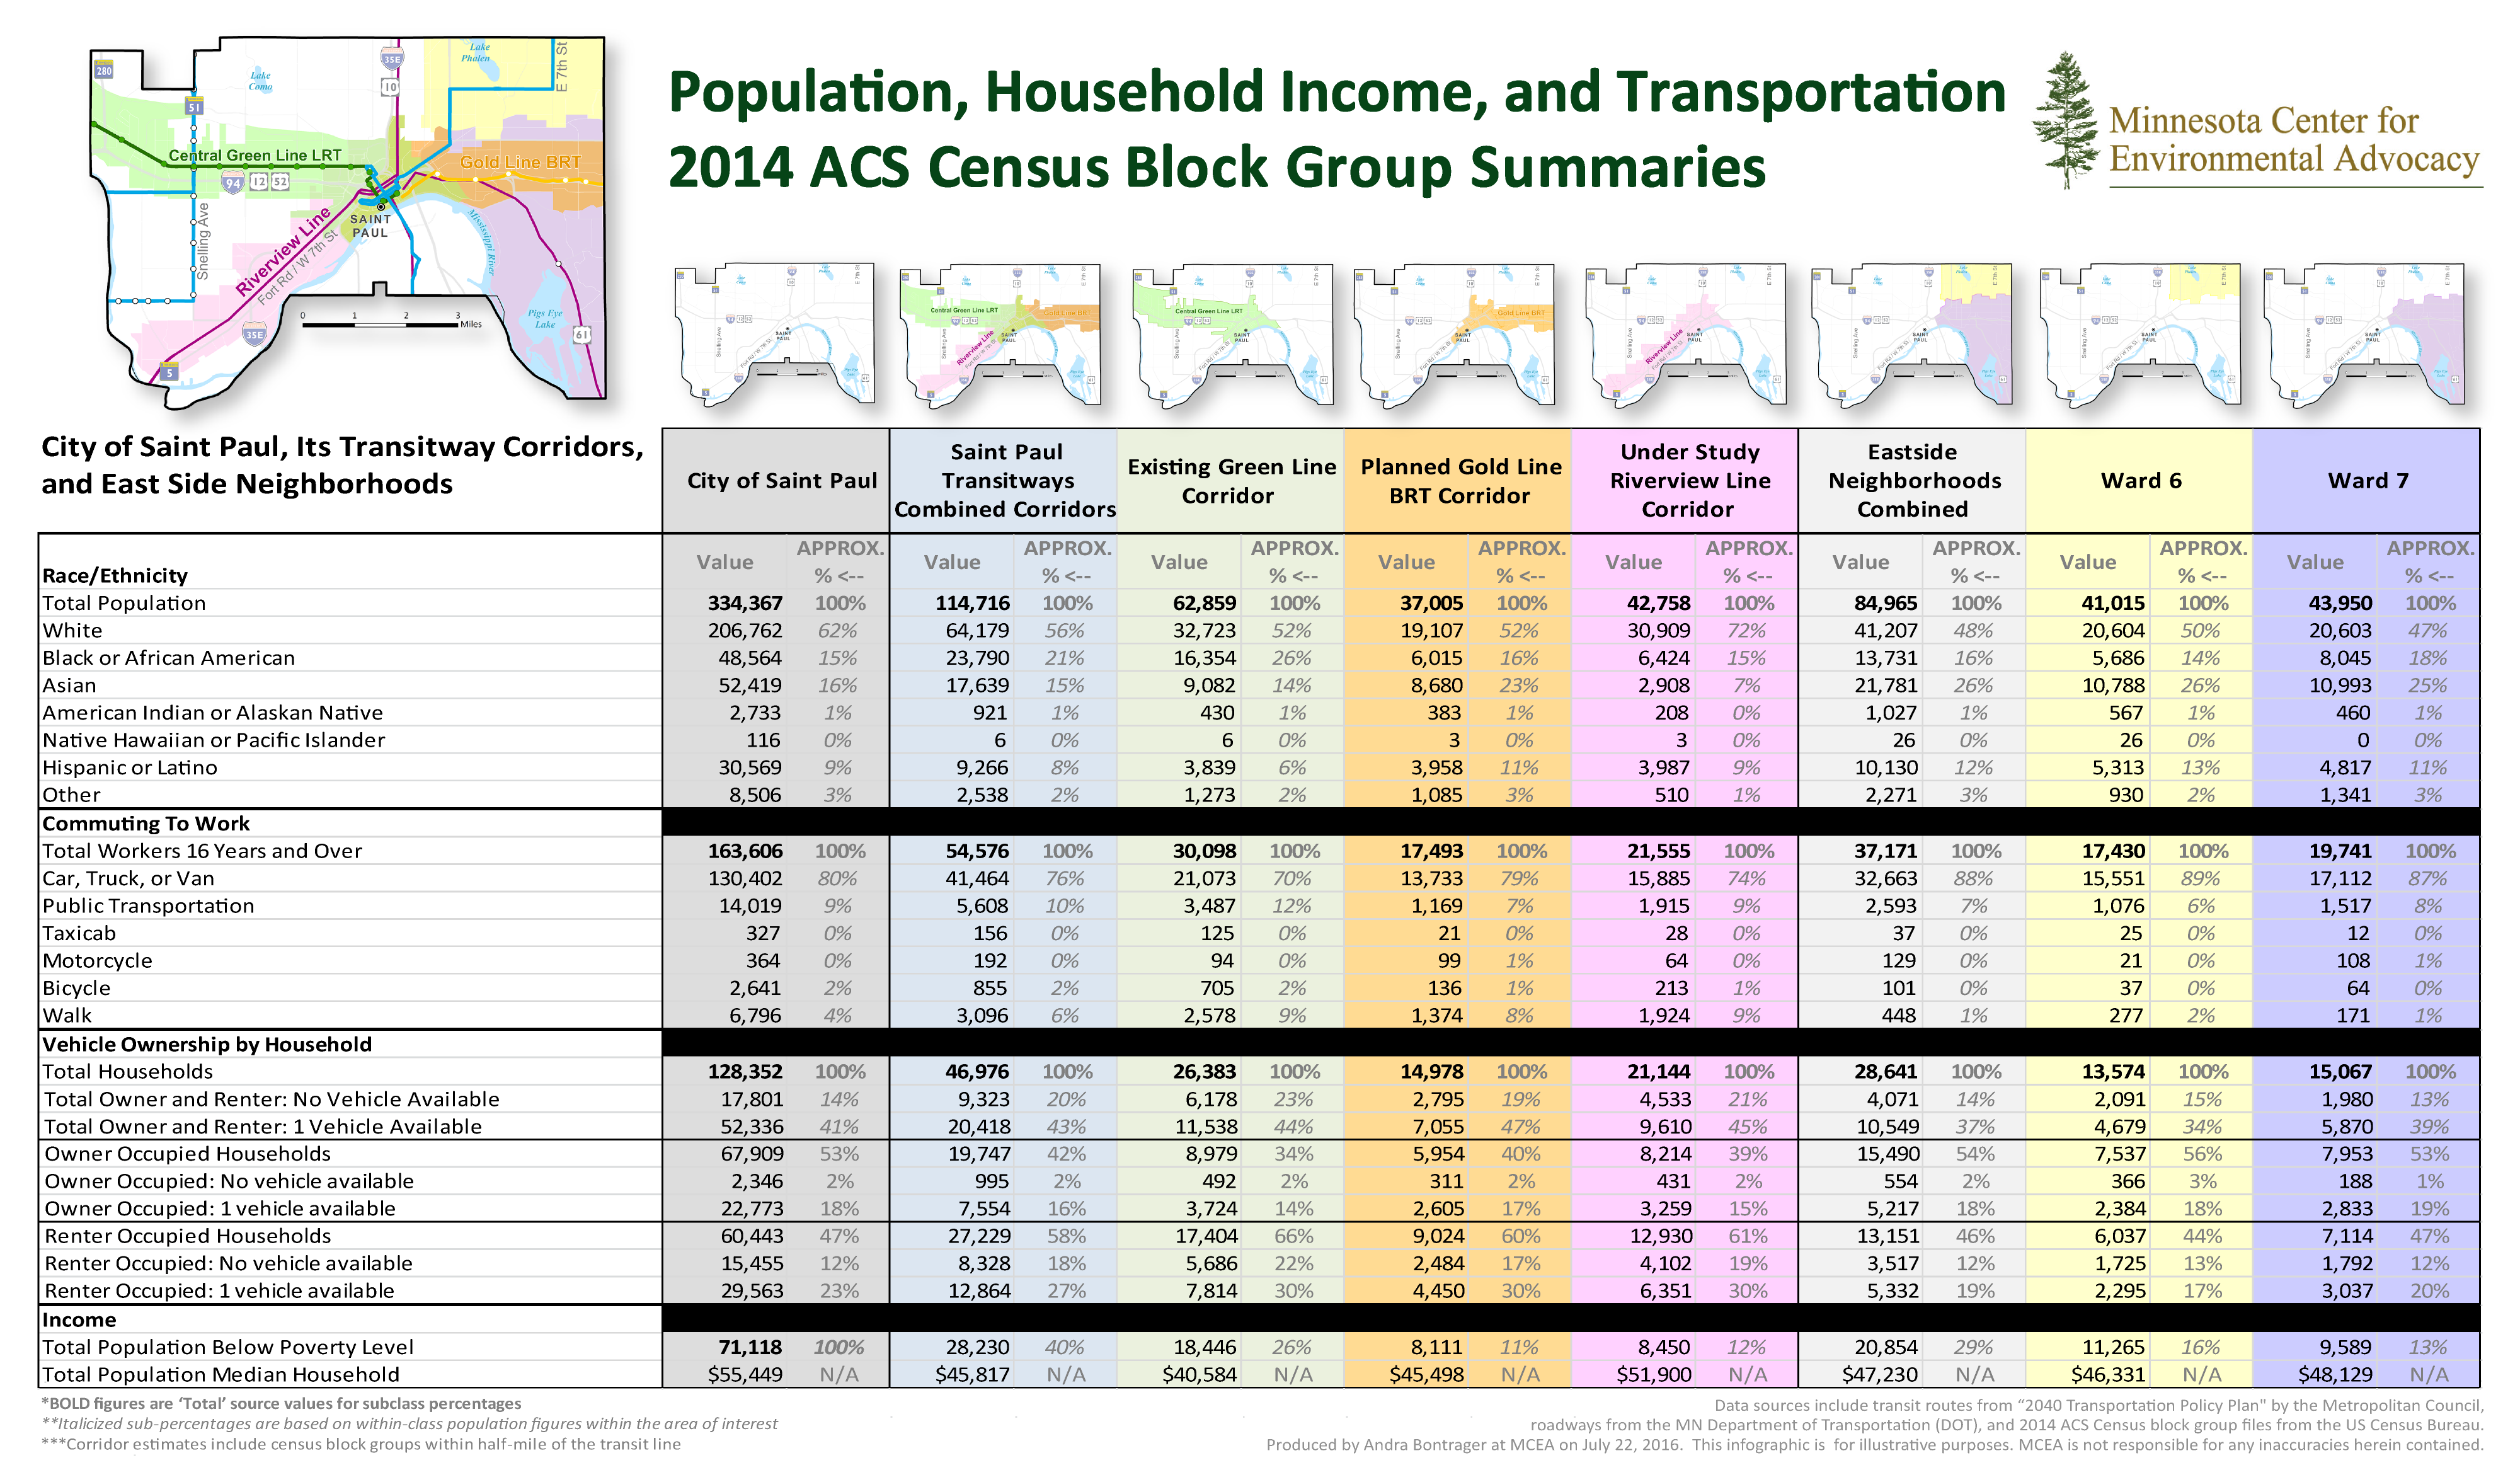 Population, Household Income, and Transportation
2014 ACS Census Block Group Summaries
Minnesota Center for
Environmental Advocacy
280
51
35E
10
Lake
Como
Lake
Phalen
E 7th St
Central Green Line LRT
94
12
52
Gold Line BRT
Snelling Ave
Riverview Line
Fort Rd / W 7th St
SAINT
PAUL
Mississippi River
Pigs Eye
Lake
35E
61
5
0 1 2 3
Miles
City of Saint Paul, Its Transitway Corridors,
and East Side Neighborhoods
City of Saint Paul
Saint Paul
Transitways
Combined Corridors
Existing Green Line
Corridor
Planned Gold Line
BRT Corridor
Under Study
Riverview Line
Corridor
Eastside
Neighborhoods
Combined
Ward 6
Ward 7
Race/Ethnicity Value APPROX. % <-- Value APPROX. % <-- Value APPROX. % <-- Value APPROX. % <-- Value APPROX. % <-- Value APPROX. % <-- Value APPROX. % <-- Value APPROX. % <--
Total Population 334,367 100% 114,716 100% 62,859 100% 37,005 100% 42,758 100% 84,965 100% 41,015 100% 43,950 100%
White 206,762 62% 64,179 56% 32,723 52% 19,107 52% 30,909 72% 41,207 48% 20,604 50% 20,603 47%
Black or African American 48,564 15% 23,790 21% 16,354 26% 6,015 16% 6,424 15% 13,731 16% 5,686 14% 8,045 18%
Asian 52,419 16% 17,639 15% 9,082 14% 8,680 23% 2,908 7% 21,781 26% 10,788 26% 10,993 25%
American Indian or Alaskan Native 2,733 1% 921 1% 430 1% 383 1% 208 0% 1,027 1% 567 1% 460 1%
Native Hawaiian or Pacific Islander 116 0% 6 0% 6 0% 3 0% 3 0% 26 0% 26 0% 0 0%
Hispanic or Latino 30,569 9% 9,266 8% 3,839 6% 3,958 11% 3,987 9% 10,130 12% 5,313 13% 4,817 11%
Other 8,506 3% 2,538 2% 1,273 2% 1,085 3% 510 1% 2,271 3% 930 2% 1,341 3%
Commuting To Work
Total Workers 16 Years and Over 163,606 100% 54,576 100% 30,098 100% 17,493 100% 21,555 100% 37,171 100% 17,430 100% 19,741 100%
Car, Truck, or Van 130,402 80% 41,464 76% 21,073 70% 13,733 79% 15,885 74% 32,663 88% 15,551 89% 17,112 87%
Public Transportation 14,019 9% 5,608 10% 3,487 12% 1,169 7% 1,915 9% 2,593 7% 1,076 6% 1,517 8%
Taxicab 327 0% 156 0% 125 0% 21 0% 28 0% 37 0% 25 0% 12 0%
Motorcycle 364 0% 192 0% 94 0% 99 1% 64 0% 129 0% 21 0% 108 1%
Bicycle 2,641 2% 855 2% 705 2% 136 1% 213 1% 101 0% 37 0% 64 0%
Walk 6,796 4% 3,096 6% 2,578 9% 1,374 8% 1,924 9% 448 1% 277 2% 171 1%
Vehicle Ownership by Household
Total Households 128,352 100% 46,976 100% 26,383 100% 14,978 100% 21,144 100% 28,641 100% 13,574 100% 15,067 100%
Total Owner and Renter: No Vehicle Available 17,801 14% 9,323 20% 6,178 23% 2,795 19% 4,533 21% 4,071 14% 2,091 15% 1,980 13%
Total Owner and Renter: 1 Vehicle Available 52,336 41% 20,418 43% 11,538 44% 7,055 47% 9,610 45% 10,549 37% 4,679 34% 5,870 39%
Owner Occupied Households 67,909 53% 19,747 42% 8,979 34% 5,954 40% 8,214 39% 15,490 54% 7,537 56% 7,953 53%
Owner Occupied: No vehicle available 2,346 2% 995 2% 492 2% 311 2% 431 2% 554 2% 366 3% 188 1%
Owner Occupied: 1 vehicle available 22,773 18% 7,554 16% 3,724 14% 2,605 17% 3,259 15% 5,217 18% 2,384 18% 2,833 19%
Renter Occupied Households 60,443 47% 27,229 58% 17,404 66% 9,024 60% 12,930 61% 13,151 46% 6,037 44% 7,114 47%
Renter Occupied: No vehicle available 15,455 12% 8,328 18% 5,686 22% 2,484 17% 4,102 19% 3,517 12% 1,725 13% 1,792 12%
Renter Occupied: 1 vehicle available 29,563 23% 12,864 27% 7,814 30% 4,450 30% 6,351 30% 5,332 19% 2,295 17% 3,037 20%
Income
Total Population Below Poverty Level 71,118 100% 28,230 40% 18,446 26% 8,111 11% 8,450 12% 20,854 29% 11,265 16% 9,589 13%
Total Population Median Household $55,449 N/A $45,817 N/A $40,584 N/A $45,498 N/A $51,900 N/A $47,230 N/A $46,331 N/A $48,129 N/A
*BOLD figures are ‘Total’ source values for subclass percentages
**Italicized sub-percentages are based on within-class population figures within the area of interest
***Corridor estimates include census block groups within half-mile of the transit line
Data sources include transit routes from “2040 Transportation Policy Plan" by the Metropolitan Council,
roadways from the MN Department of Transportation (DOT), and 2014 ACS Census block group files from the US Census Bureau.
Produced by Andra Bontrager at MCEA on July 22, 2016. This infographic is for illustrative purposes. MCEA is not responsible for any inaccuracies herein contained.